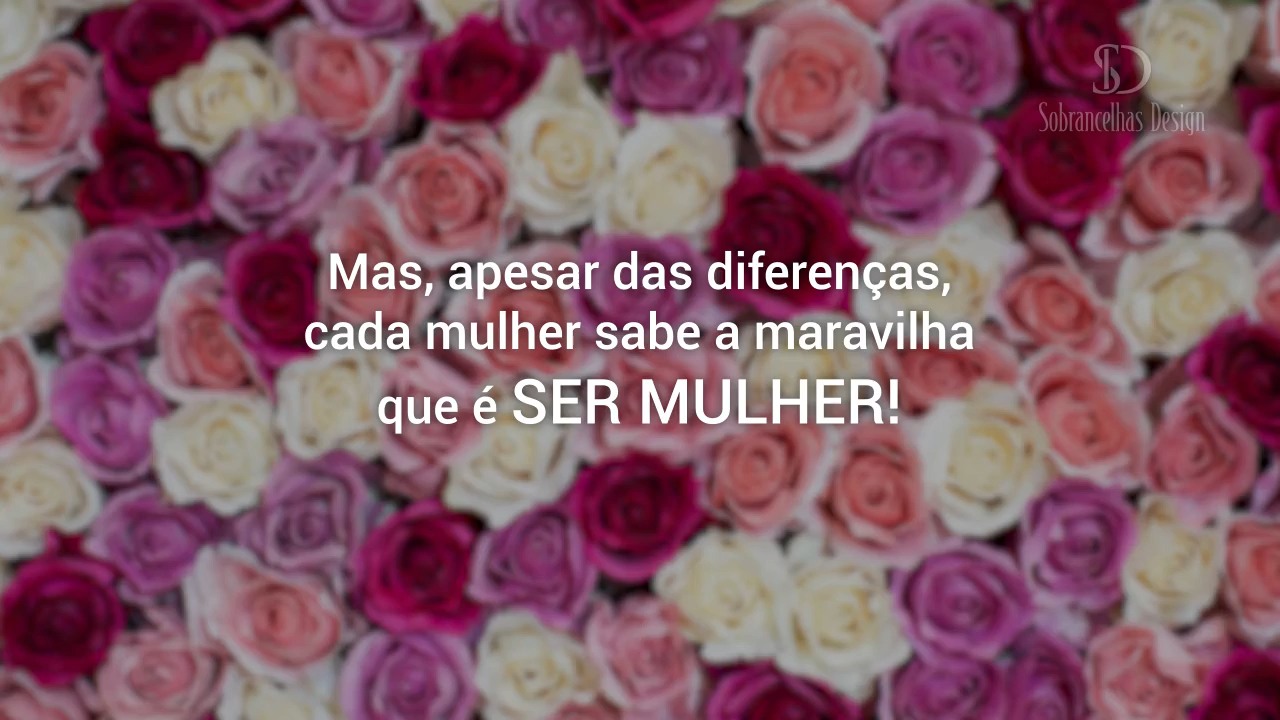 SD
Sobrancelhas Design
Mas, apesar das diferenças,
cada mulher sabe a maravilha
que é SER MULHER!